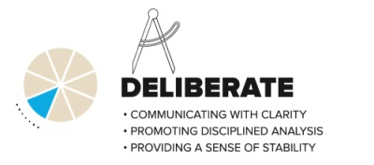 DELIBERATE
• COMMUNICATING WITH CLARITY
• PROMOTING DISCIPLINED ANALYSIS
• PROVIDING A SENSE OF STABILITY